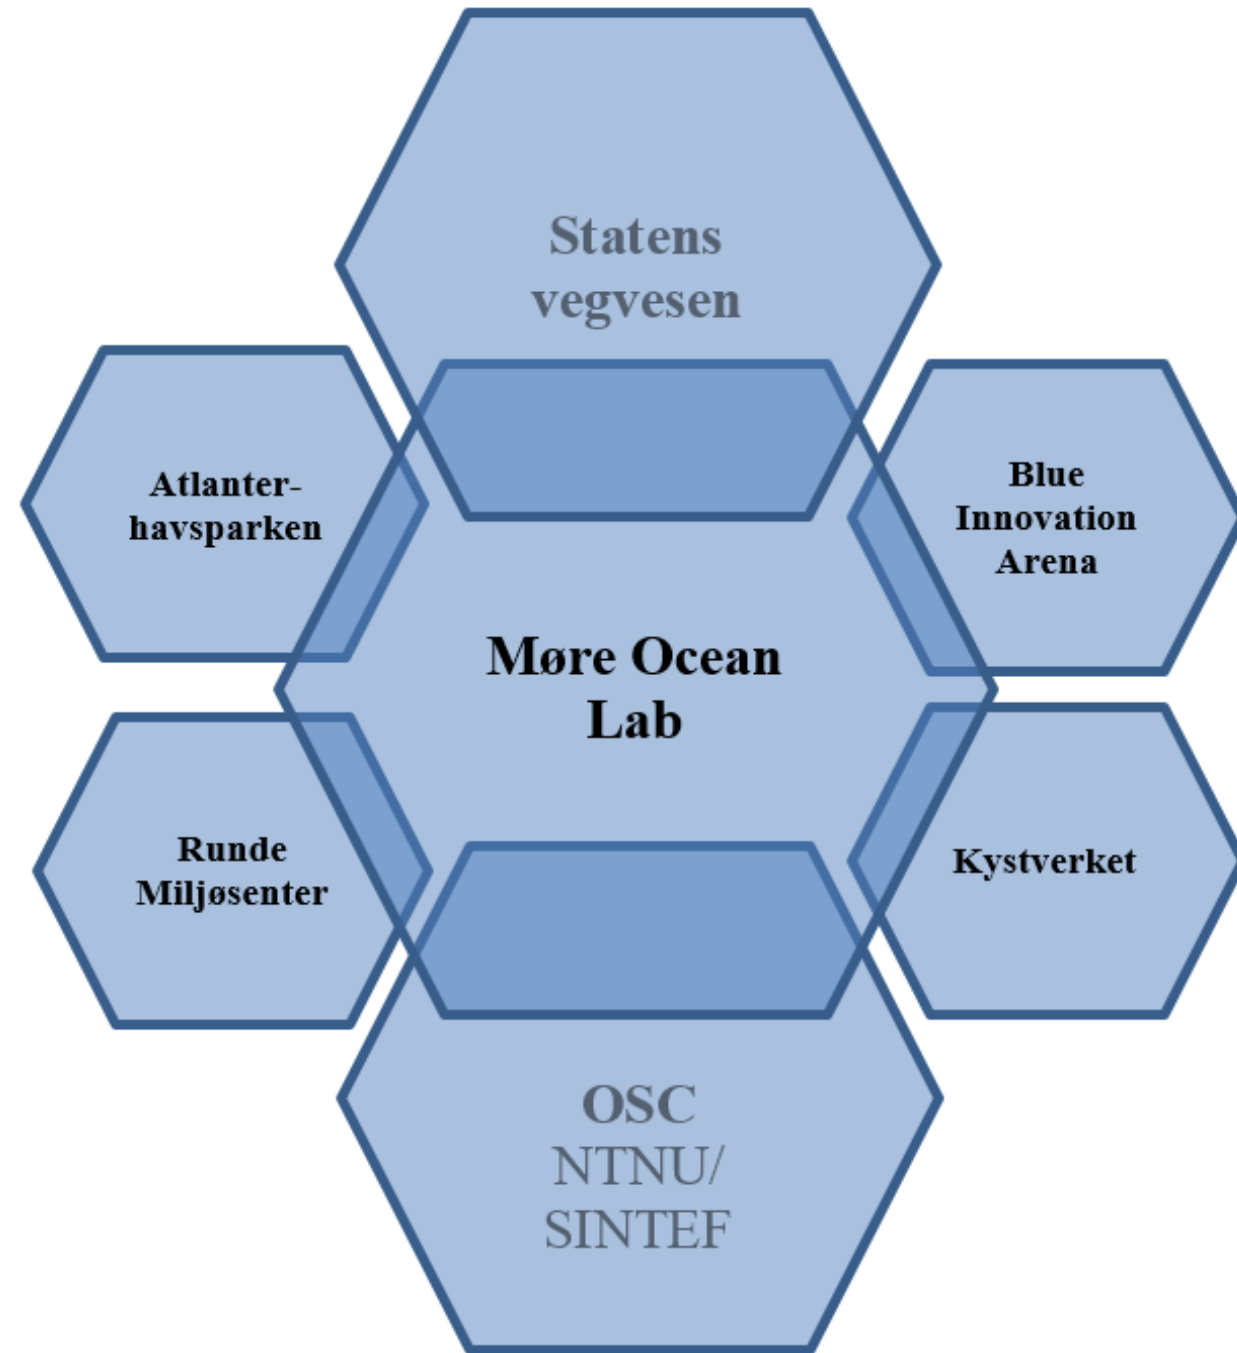 Statens
vegvesen
Atlanter-
havsparken
Blue
Innovation
Arena
Møre Ocean
Lab
Runde
Miljøsenter
Kystverket
OSC
NTNU/
SINTEF